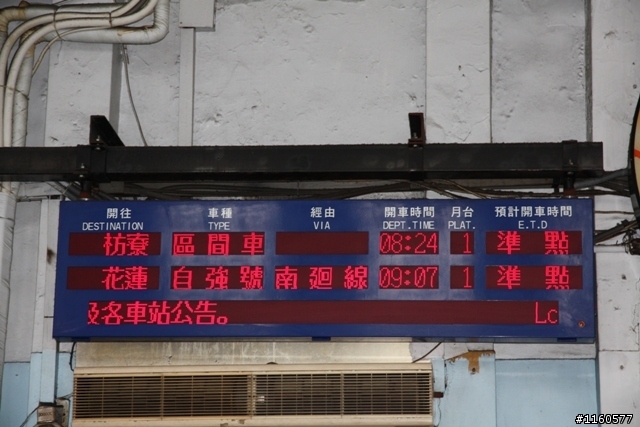 開往 車種 經由 開車時間 月台 預計開車時間
DESTINATION TYPE VIA DEPT.TIME PLAT. E.T.D
枋寮 區間車 08:24 1 準點
花蓮 自強號 南迴線 09:07 1 準點
及各車站公告。 Lc
#1160577